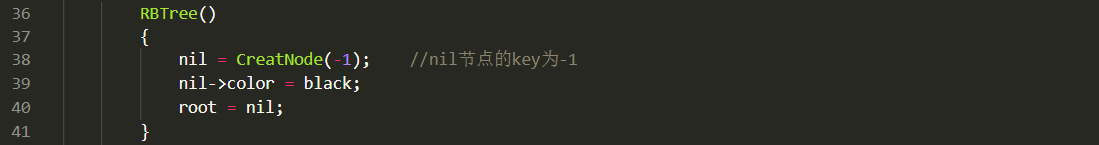 36 RBTree()
37 {
38 nil = CreatNode(-1); //nil节点的key为-1
39 nil->color = black;
40 root = nil;
41 }